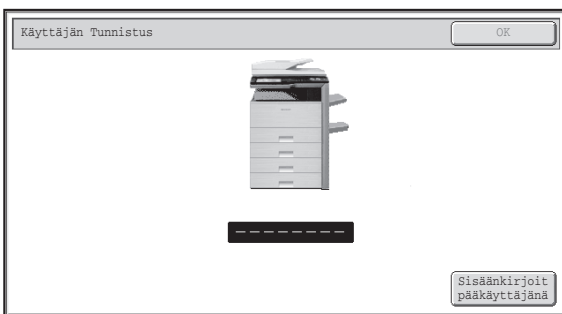 Käyttäjän Tunnistus
OK
--------
Sisäänkirjoit
pääkäyttäjänä